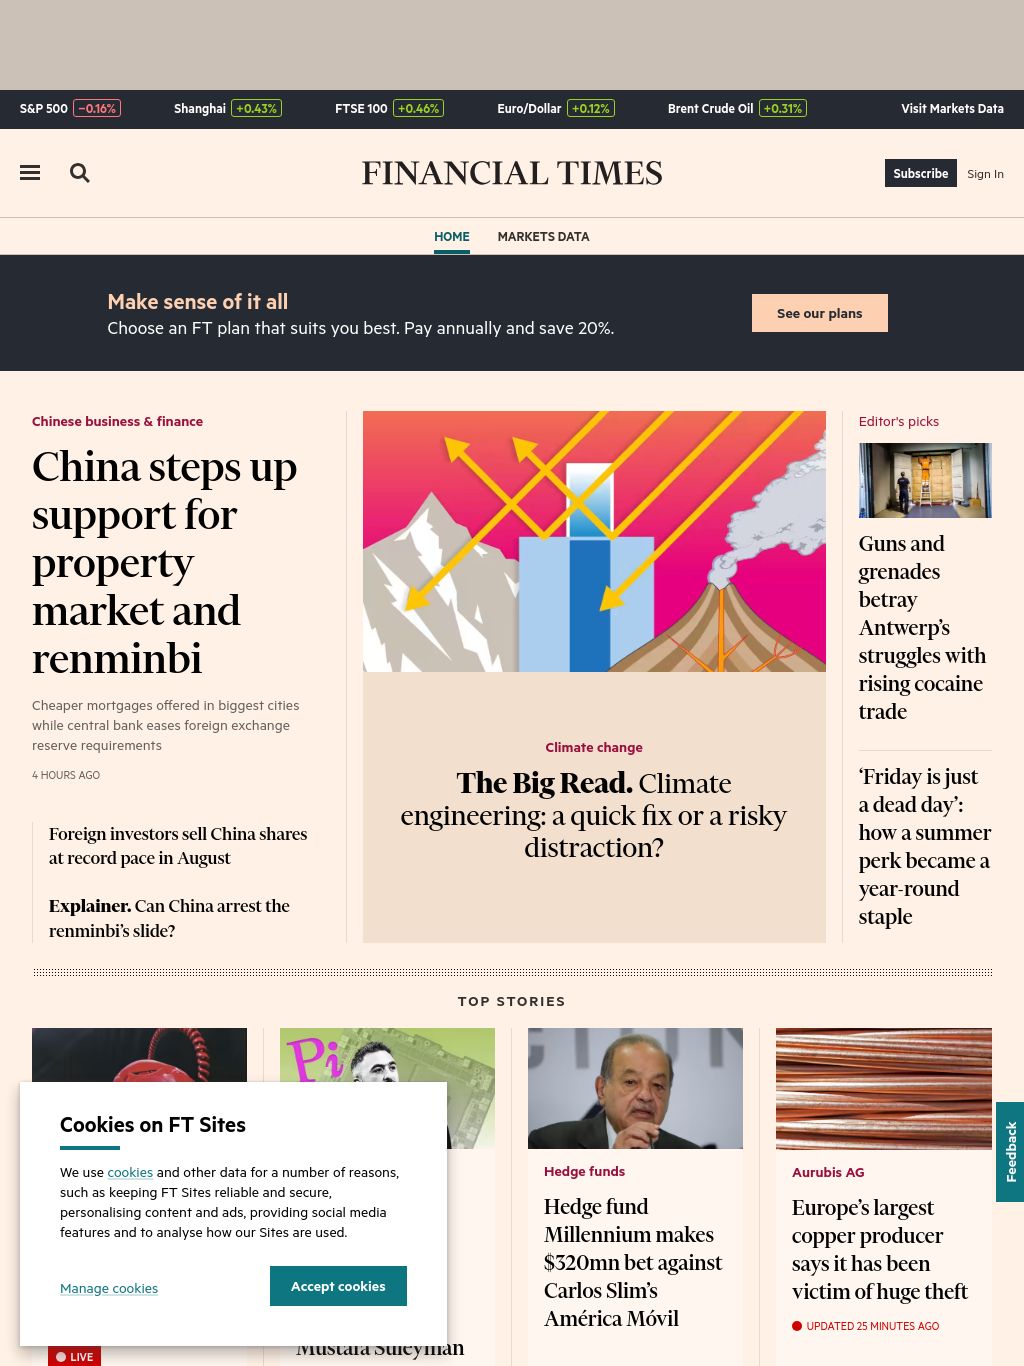 S&P 500 −0.16% Shanghai +0.43% FTSE 100 +0.46% Euro/Dollar +0.12% Brent Crude Oil +0.31% Visit Markets Data
FINANCIAL TIMES
Subscribe Sign In
HOME MARKETS DATA
Make sense of it all
Choose an FT plan that suits you best. Pay annually and save 20%.
See our plans
Chinese business & finance
China steps up
support for
property
market and
renminbi
Cheaper mortgages offered in biggest cities
while central bank eases foreign exchange
reserve requirements
4 HOURS AGO
Foreign investors sell China shares
at record pace in August
Explainer. Can China arrest the
renminbi’s slide?
Climate change
The Big Read. Climate
engineering: a quick fix or a risky
distraction?
Editor's picks
Guns and
grenades
betray
Antwerp’s
struggles with
rising cocaine
trade
‘Friday is just
a dead day’:
how a summer
perk became a
year-round
staple
TOP STORIES
Pi
Mustafa Suleyman
LIVE
Hedge funds
Hedge fund
Millennium makes
$320mn bet against
Carlos Slim’s
América Móvil
Aurubis AG
Europe’s largest
copper producer
says it has been
victim of huge theft
UPDATED 25 MINUTES AGO
Cookies on FT Sites
We use cookies and other data for a number of reasons,
such as keeping FT Sites reliable and secure,
personalising content and ads, providing social media
features and to analyse how our Sites are used.
Manage cookies
Accept cookies
Feedback